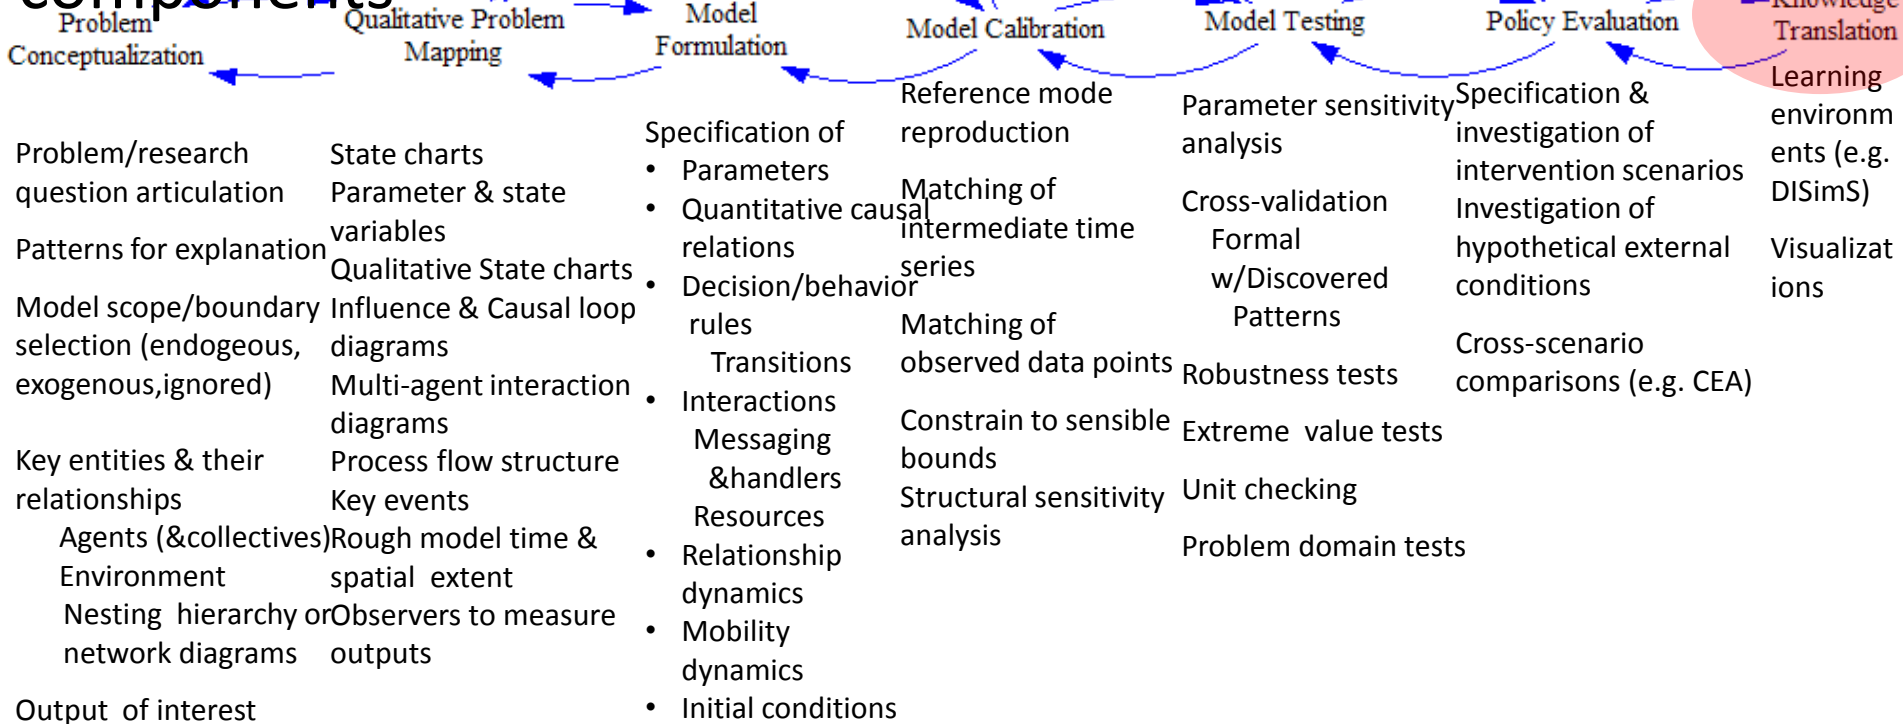 components
Problem
Conceptualization
Qualitative Problem
Mapping
Model
Formulation
Model Calibration
Model Testing
Policy Evaluation
Knowledge
Translation
Problem/research
question articulation
Patterns for explanation
Model scope/boundary
selection (endogeous,
exogenous,ignored)
Key entities & their
relationships
Agents (&collectives)
Environment
Nesting hierarchy or
network diagrams
Output of interest
State charts
Parameter & state
variables
Qualitative State charts
Influence & Causal loop
diagrams
Multi-agent interaction
diagrams
Process flow structure
Key events
Rough model time &
spatial extent
Observers to measure
outputs
Specification of
• Parameters
• Quantitative causal
relations
• Decision/behavior
rules
Transitions
• Interactions
Messaging
&handlers
Resources
• Relationship
dynamics
• Mobility
dynamics
• Initial conditions
Reference mode
reproduction
Matching of
intermediate time
series
Matching of
observed data points
Constrain to sensible
bounds
Structural sensitivity
analysis
Parameter sensitivity
analysis
Cross-validation
Formal
w/Discovered
Patterns
Robustness tests
Extreme value tests
Unit checking
Problem domain tests
Specification &
investigation of
intervention scenarios
Investigation of
hypothetical external
conditions
Cross-scenario
comparisons (e.g. CEA)
Learning
environm
ents (e.g.
DISimS)
Visualizat
ions